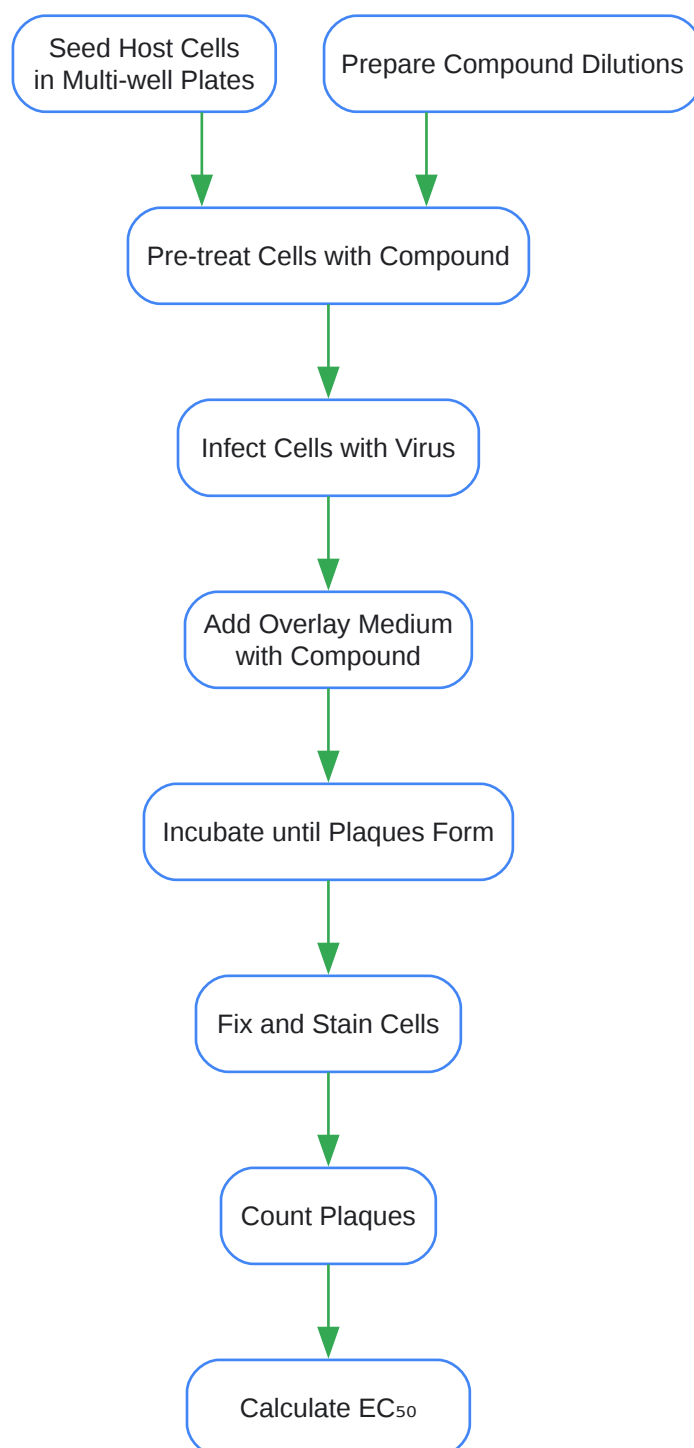 Seed Host Cells
in Multi-well Plates
Prepare Compound Dilutions
Pre-treat Cells with Compound
Infect Cells with Virus
Add Overlay Medium
with Compound
Incubate until Plaques Form
Fix and Stain Cells
Count Plaques
Calculate EC₅₀